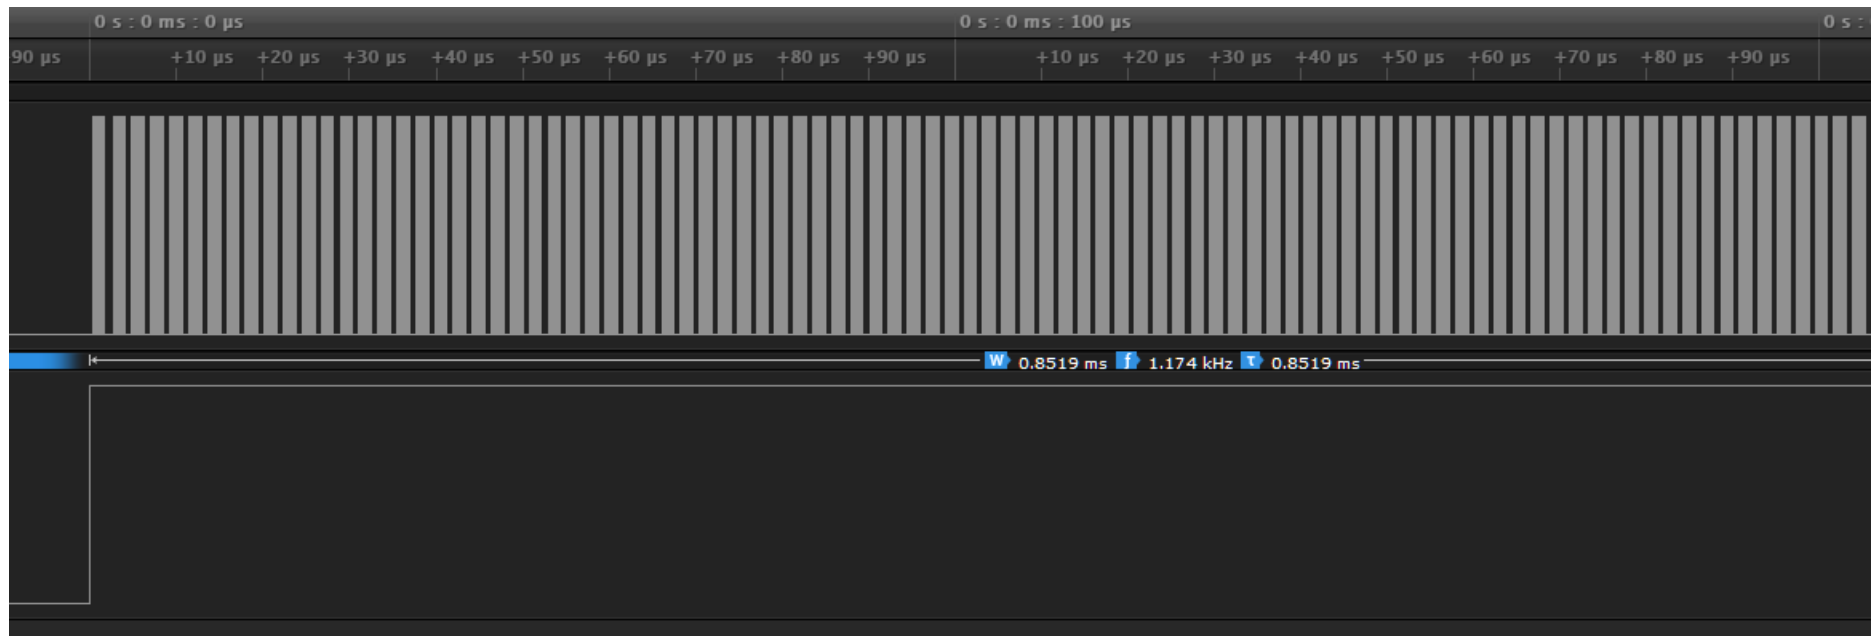 0 s : 0 ms : 0 µs 0 s : 0 ms : 100 µs 0 s :
90 µs +10 µs +20 µs +30 µs +40 µs +50 µs +60 µs +70 µs +80 µs +90 µs +10 µs +20 µs +30 µs +40 µs +50 µs +60 µs +70 µs +80 µs +90 µs
W 0.8519 ms f 1.174 kHz τ 0.8519 ms